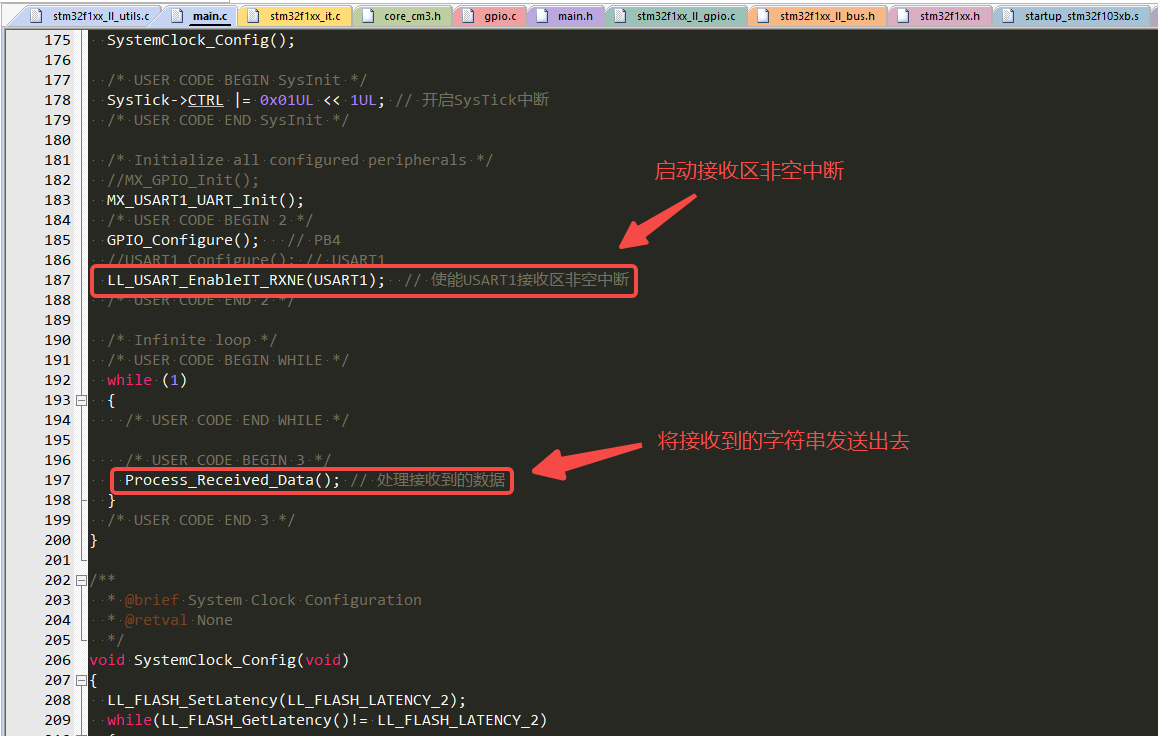 stm32f1xx_ll_utils.c main.c stm32f1xx_it.c core_cm3.h gpio.c main.h stm32f1xx_ll_gpio.c stm32f1xx_ll_bus.h stm32f1xx.h startup_stm32f103xb.s
175 SystemClock_Config();
176
177 /* USER CODE BEGIN SysInit */
178 SysTick->CTRL |= 0x01UL << 1UL; // 开启SysTick中断
179 /* USER CODE END SysInit */
180
181 /* Initialize all configured peripherals */
启动接收区非空中断
182 //MX_GPIO_Init();
183 MX_USART1_UART_Init();
184 /* USER CODE BEGIN 2 */
185 GPIO_Configure(); // PB4
186 //USART1_Configure(); // USART1
187 LL_USART_EnableIT_RXNE(USART1); // 使能USART1接收区非空中断
188 /* USER CODE END 2 */
189
190 /* Infinite loop */
191 /* USER CODE BEGIN WHILE */
192 while (1)
193 {
194 /* USER CODE END WHILE */
195
将接收到的字符串发送出去
196 /* USER CODE BEGIN 3 */
197 Process_Received_Data(); // 处理接收到的数据
198 }
199 /* USER CODE END 3 */
200 }
201
202 /**
203 * @brief System Clock Configuration
204 * @retval None
205 */
206 void SystemClock_Config(void)
207 {
208 LL_FLASH_SetLatency(LL_FLASH_LATENCY_2);
209 while(LL_FLASH_GetLatency()!= LL_FLASH_LATENCY_2)